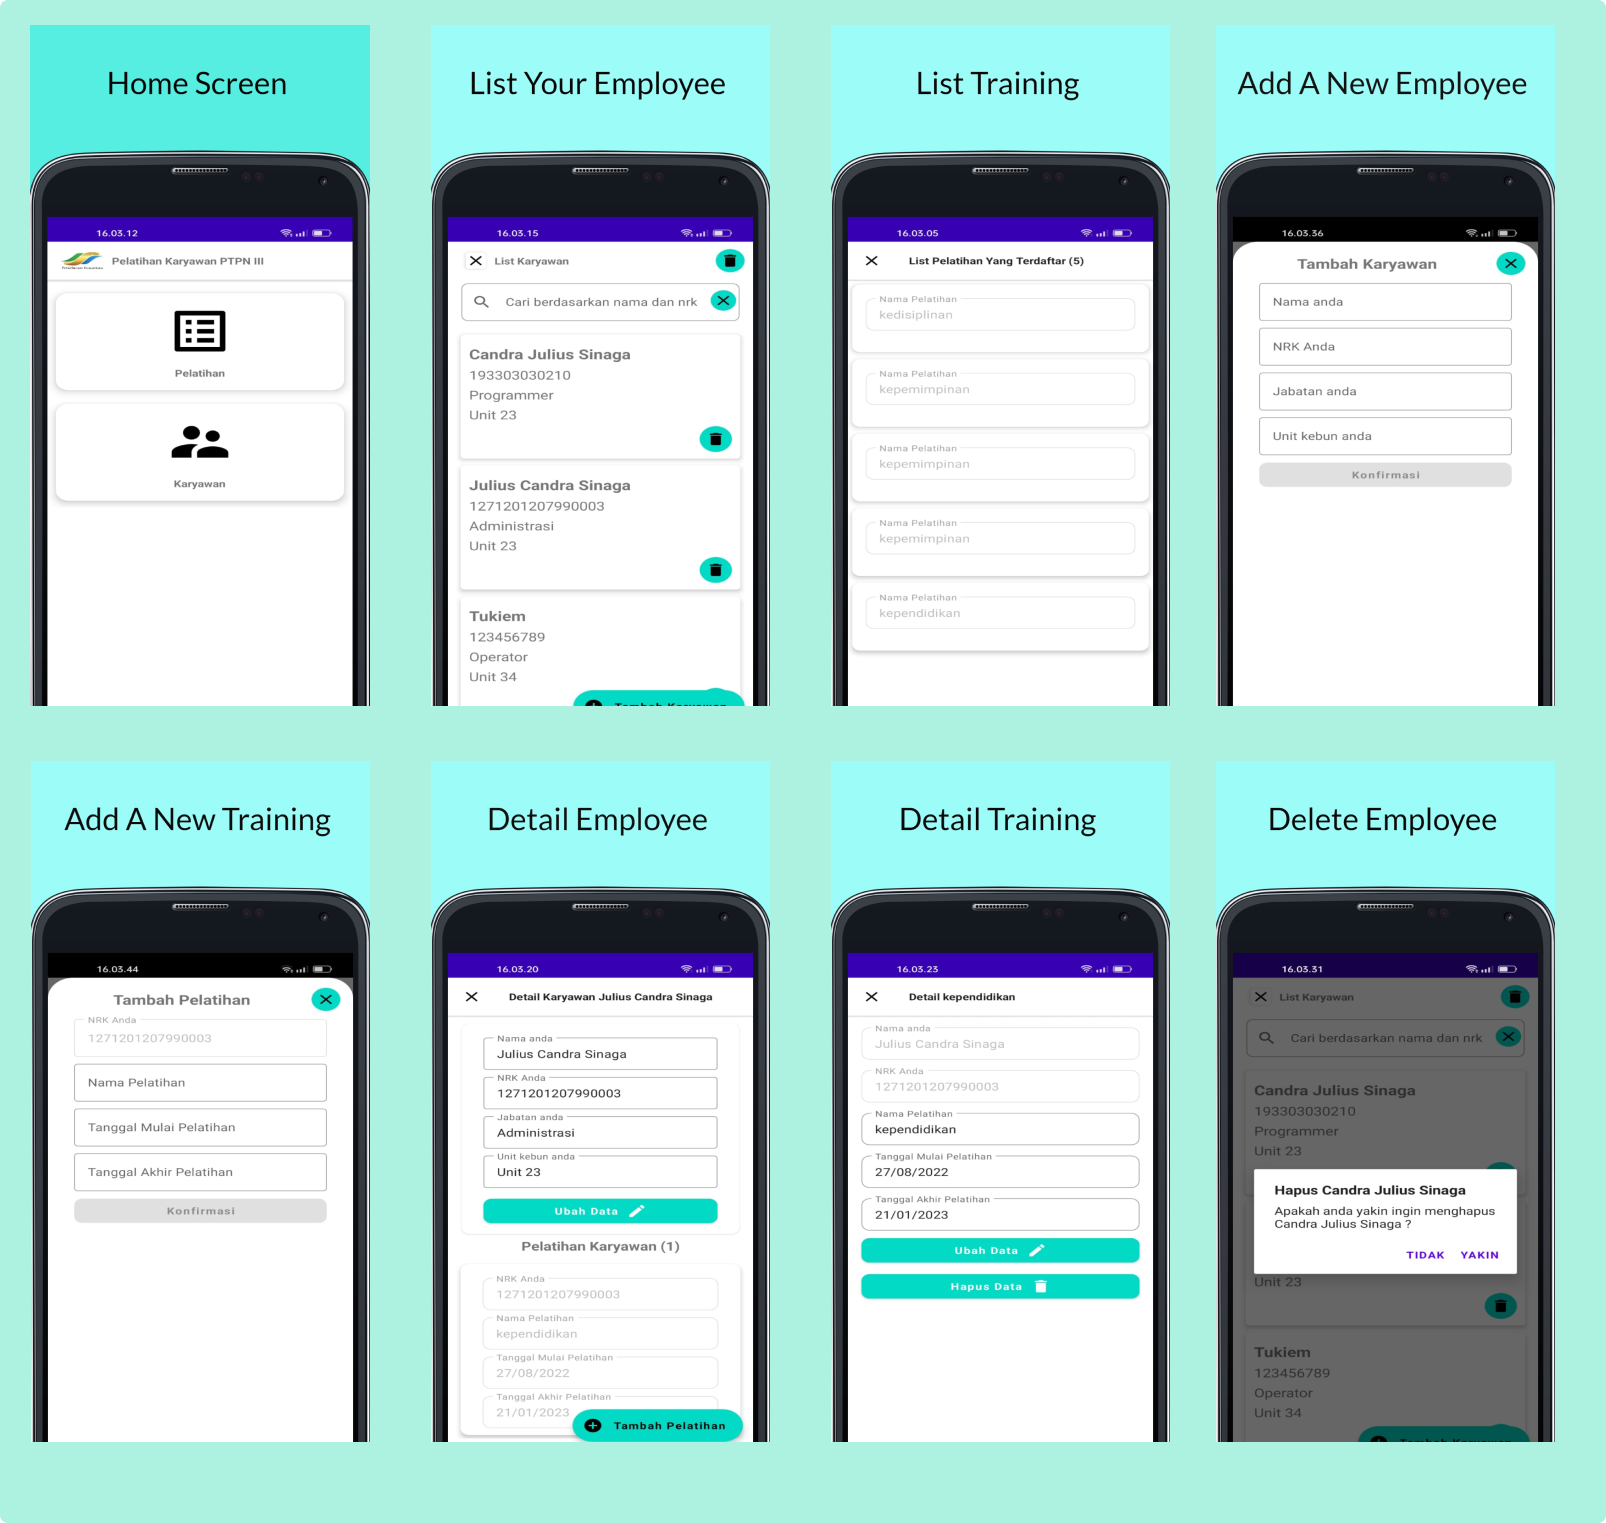 Home Screen
16.03.12
Pelatihan Karyawan PTPN III
Pelatihan
Karyawan
List Your Employee
16.03.15
List Karyawan
Cari berdasarkan nama dan nrk
Candra Julius Sinaga
193303030210
Programmer
Unit 23
Julius Candra Sinaga
1271201207990003
Administrasi
Unit 23
Tukiem
123456789
Operator
Unit 34
Tambah Karyawan
List Training
16.03.05
List Pelatihan Yang Terdaftar (5)
Nama Pelatihan
kedisiplinan
Nama Pelatihan
kepemimpinan
Nama Pelatihan
kepemimpinan
Nama Pelatihan
kepemimpinan
Nama Pelatihan
kependidikan
Add A New Employee
16.03.36
Tambah Karyawan
Nama anda
NRK Anda
Jabatan anda
Unit kebun anda
Konfirmasi
Add A New Training
16.03.44
Tambah Pelatihan
NRK Anda
1271201207990003
Nama Pelatihan
Tanggal Mulai Pelatihan
Tanggal Akhir Pelatihan
Konfirmasi
Detail Employee
16.03.20
Detail Karyawan Julius Candra Sinaga
Nama anda
Julius Candra Sinaga
NRK Anda
1271201207990003
Jabatan anda
Administrasi
Unit kebun anda
Unit 23
Ubah Data
Pelatihan Karyawan (1)
NRK Anda
1271201207990003
Nama Pelatihan
kependidikan
Tanggal Mulai Pelatihan
27/08/2022
Tanggal Akhir Pelatihan
21/01/2023
Tambah Pelatihan
Detail Training
16.03.23
Detail kependidikan
Nama anda
Julius Candra Sinaga
NRK Anda
1271201207990003
Nama Pelatihan
kependidikan
Tanggal Mulai Pelatihan
27/08/2022
Tanggal Akhir Pelatihan
21/01/2023
Ubah Data
Hapus Data
Delete Employee
16.03.31
List Karyawan
Cari berdasarkan nama dan nrk
Candra Julius Sinaga
193303030210
Programmer
Unit 23
Hapus Candra Julius Sinaga
Apakah anda yakin ingin menghapus
Candra Julius Sinaga ?
TIDAK YAKIN
Unit 23
Tukiem
123456789
Operator
Unit 34
Tambah Karyawan